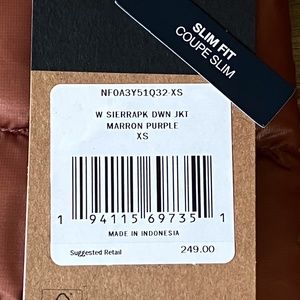 SLIM FIT
COUPE SLIM
NF0A3Y51Q32-XS
W SIERRAPK DWN JKT
MARRON PURPLE
XS
1 94115 69735 1
MADE IN INDONESIA
Suggested Retail 249.00